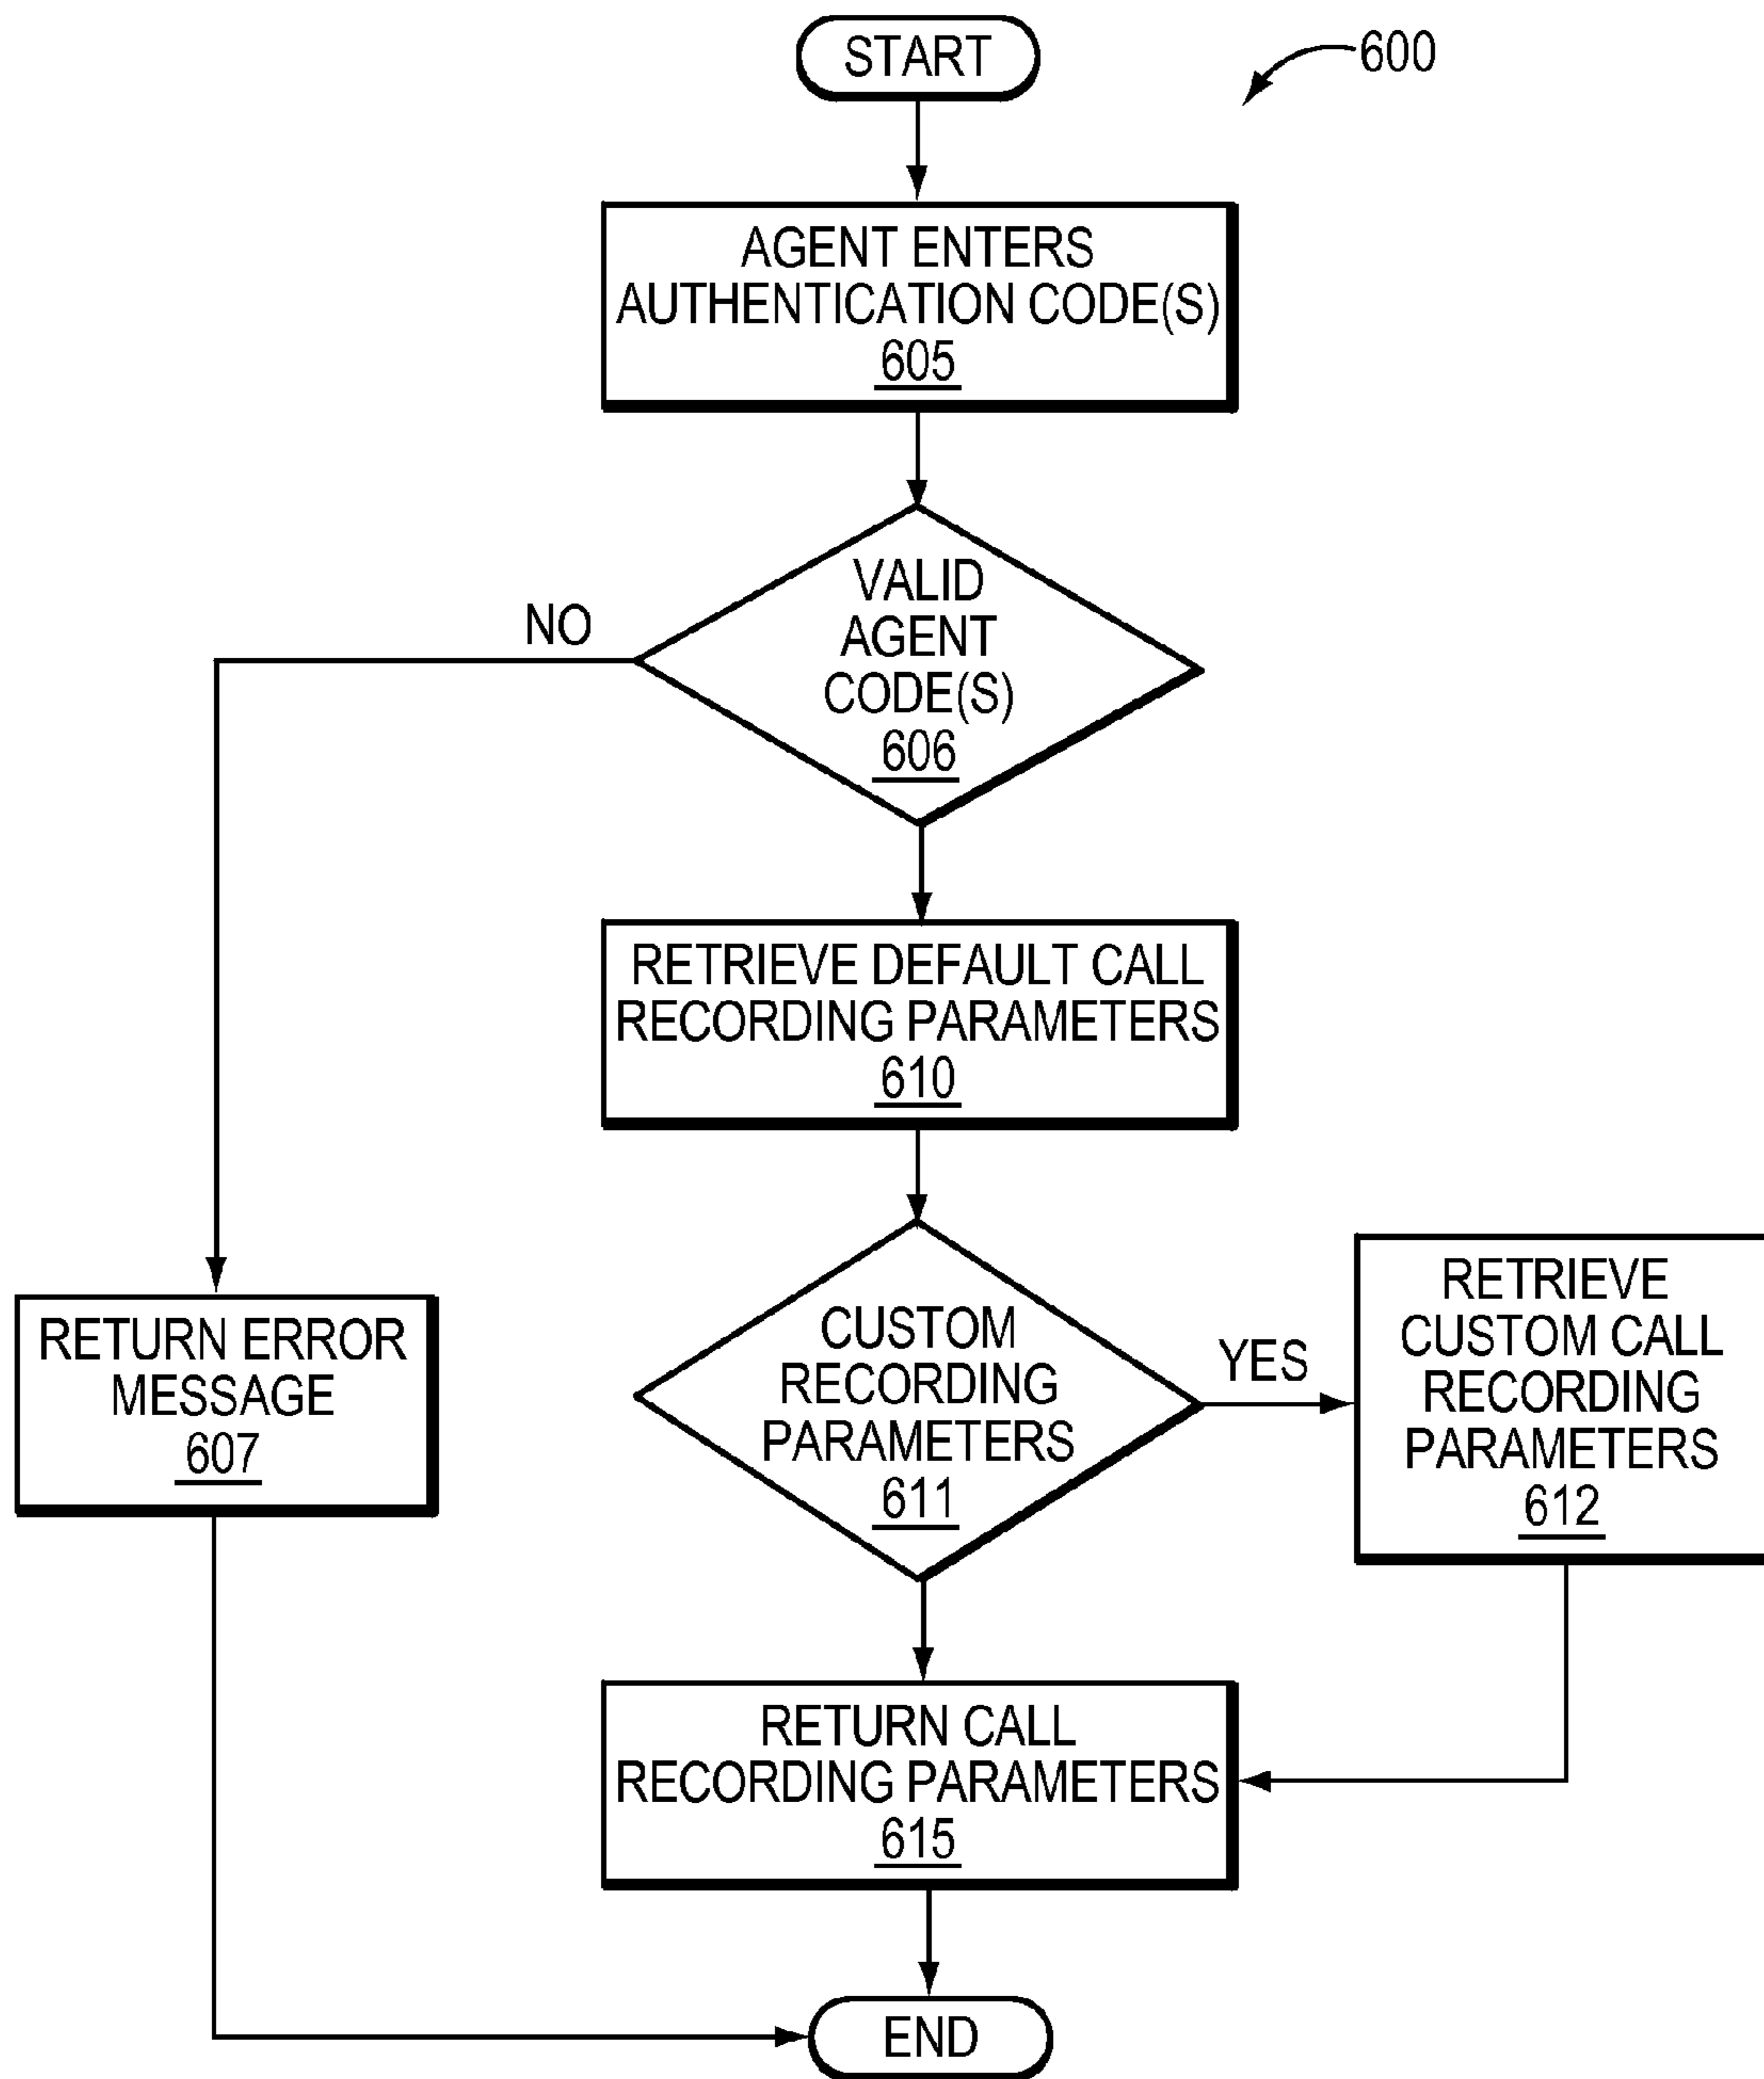 START
600
AGENT ENTERS
AUTHENTICATION CODE(S)
605
VALID
AGENT
CODE(S)
606
NO
RETRIEVE DEFAULT CALL
RECORDING PARAMETERS
610
RETURN ERROR
MESSAGE
607
CUSTOM
RECORDING
PARAMETERS
611
YES
RETRIEVE
CUSTOM CALL
RECORDING
PARAMETERS
612
RETURN CALL
RECORDING PARAMETERS
615
END